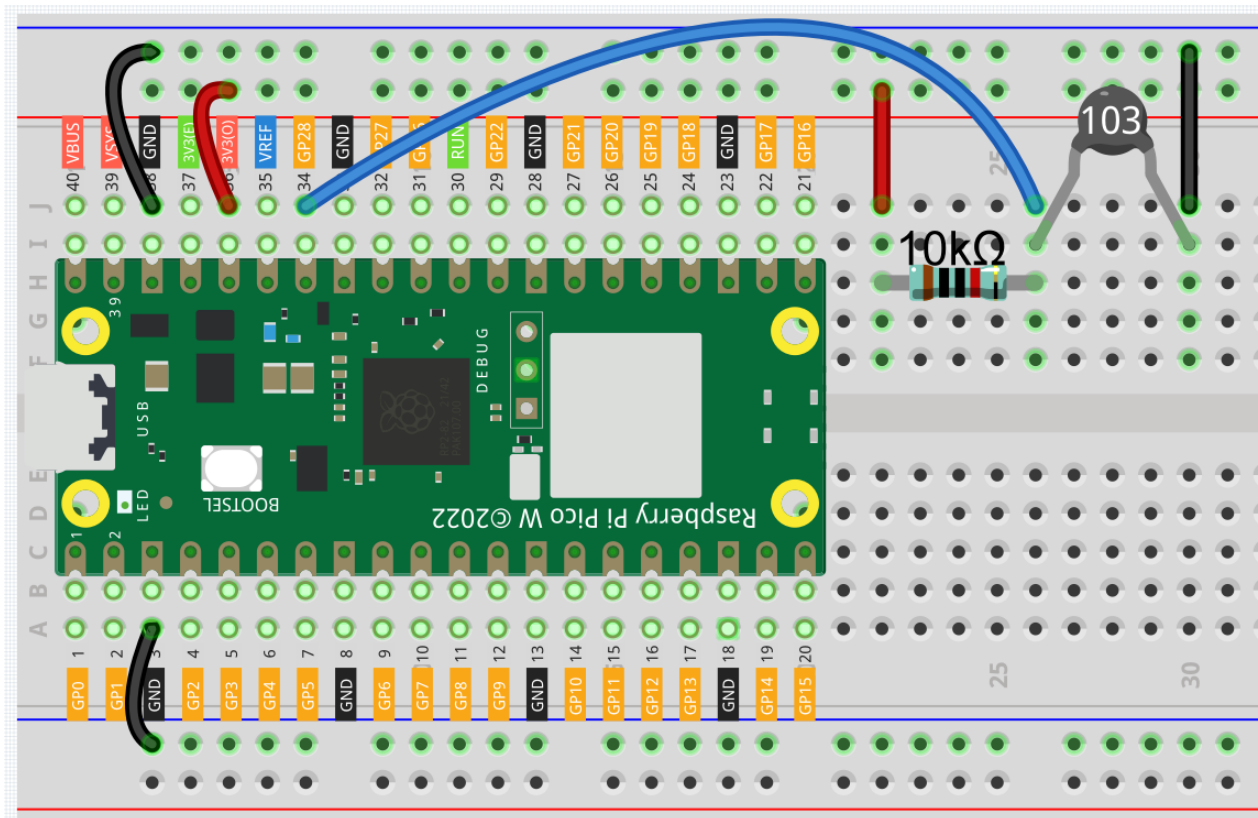 VBUS VSYS GND 3V3(E) 3V3(O) VREF GP28 GND GP27 GP26 RUN GP22 GND GP21 GP20 GP19 GP18 GND GP17 GP16
40 39 38 37 36 35 34 32 31 30 29 28 27 26 25 24 23 22 21
103
25
J
I
10kΩ
H
39
G
DEBUG
F
USB
E
LED
BOOTSEL
D
Raspberry Pi Pico W ©2022
1 2
C
B
A
1 2 3 4 5 6 7 8 9 10 11 12 13 14 15 16 17 18 19 20
GP0 GP1 GND GP2 GP3 GP4 GP5 GND GP6 GP7 GP8 GP9 GND GP10 GP11 GP12 GP13 GND GP14 GP15
25 30